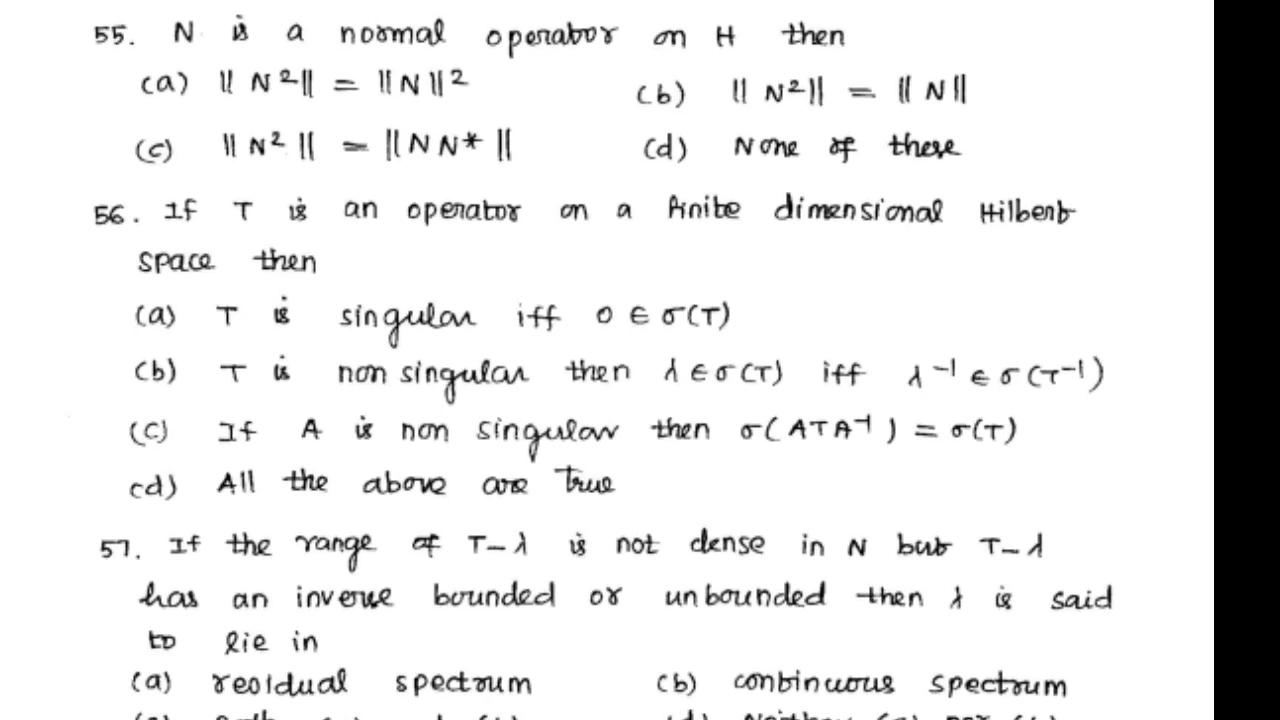 55. N is a normal operator on H then
(a) || N²|| = ||N||² (b) || N²|| = || N||
(c) || N² || = ||NN* || (d) None of these
56. If T is an operator on a finite dimensional Hilbert
space then
(a) T is singular iff 0 ∈ σ(T)
(b) T is non singular then λ∈σ(T) iff λ⁻¹ ∈ σ(T⁻¹)
(c) If A is non singular then σ(ATA⁻¹) = σ(T)
(d) All the above are True
57. If the range of T-λ is not dense in N but T-λ
has an inverse bounded or unbounded then λ is said
to lie in
(a) residual spectrum (b) continuous spectrum